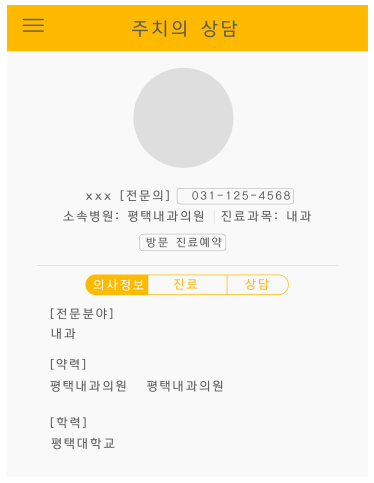 주치의 상담
xxx [전문의] 031-125-4568
소속병원: 평택내과의원 진료과목: 내과
방문 진료예약
의사정보 진료 상담
[전문분야]
내과
[약력]
평택내과의원 평택내과의원
[학력]
평택대학교